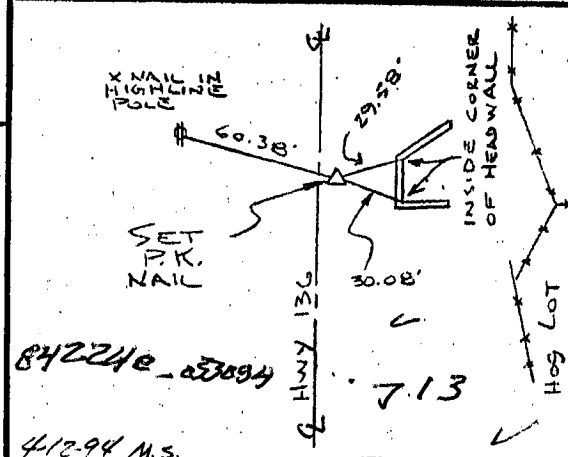 X NAIL IN
HIGHLINE
POLE
60.38'
29.58'
INSIDE CORNER
OF HEADWALL
SET
P.K.
NAIL
30.08'
HWY 136
HOG LOT
7.13
4-12-94 M.S.